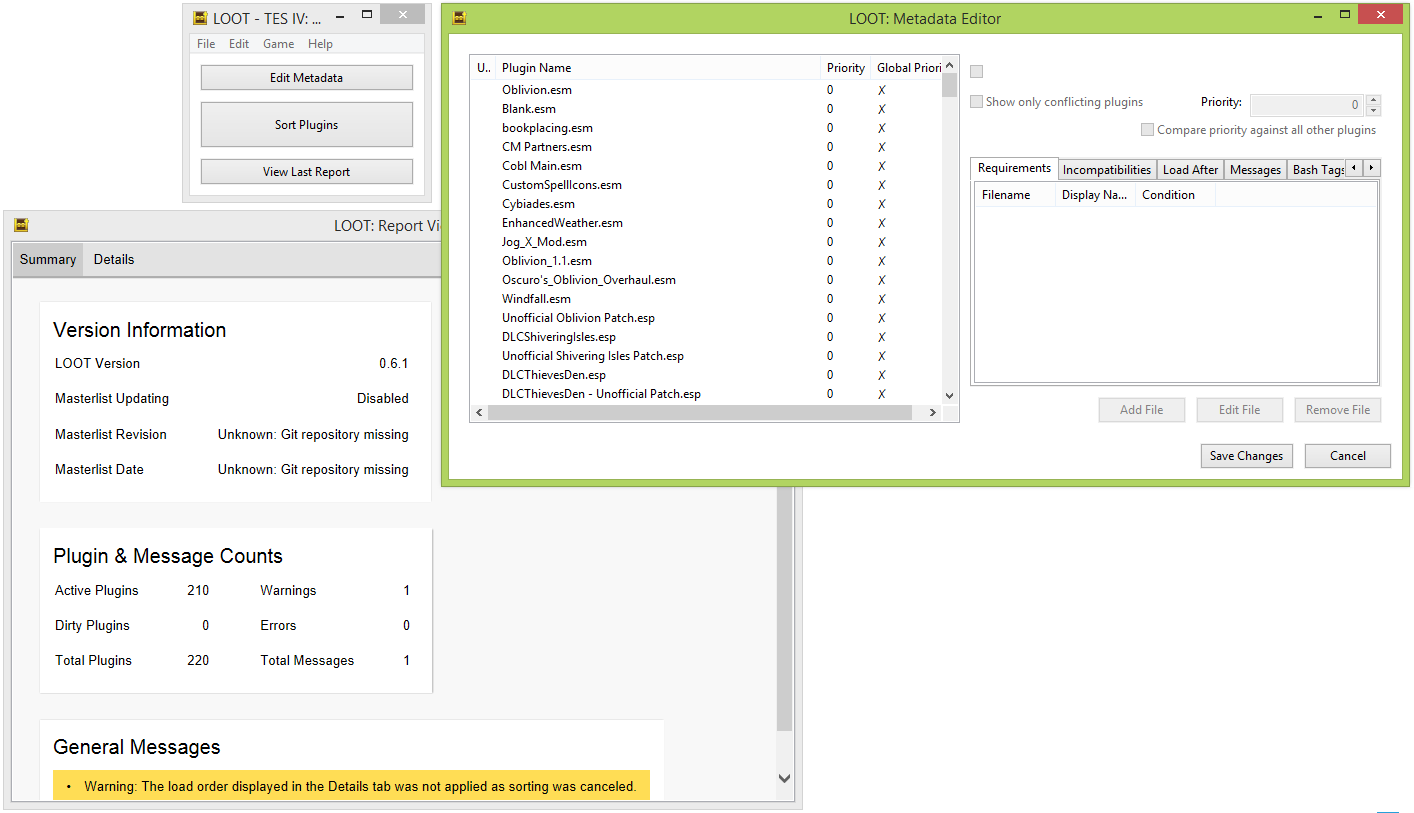 LOOT - TES IV: ...
File Edit Game Help
Edit Metadata
Sort Plugins
View Last Report
LOOT: Report Vi
Summary Details
Version Information
LOOT Version 0.6.1
Masterlist Updating Disabled
Masterlist Revision Unknown: Git repository missing
Masterlist Date Unknown: Git repository missing
Plugin & Message Counts
Active Plugins 210 Warnings 1
Dirty Plugins 0 Errors 0
Total Plugins 220 Total Messages 1
General Messages
• Warning: The load order displayed in the Details tab was not applied as sorting was canceled.
LOOT: Metadata Editor
U.. Plugin Name Priority Global Priori
Oblivion.esm 0 X
Blank.esm 0 X
bookplacing.esm 0 X
CM Partners.esm 0 X
Cobl Main.esm 0 X
CustomSpellIcons.esm 0 X
Cybiades.esm 0 X
EnhancedWeather.esm 0 X
Jog_X_Mod.esm 0 X
Oblivion_1.1.esm 0 X
Oscuro's_Oblivion_Overhaul.esm 0 X
Windfall.esm 0 X
Unofficial Oblivion Patch.esp 0 X
DLCShiveringIsles.esp 0 X
Unofficial Shivering Isles Patch.esp 0 X
DLCThievesDen.esp 0 X
DLCThievesDen - Unofficial Patch.esp 0 X
Show only conflicting plugins Priority: 0
Compare priority against all other plugins
Requirements Incompatibilities Load After Messages Bash Tags
Filename Display Na... Condition
Add File Edit File Remove File
Save Changes Cancel